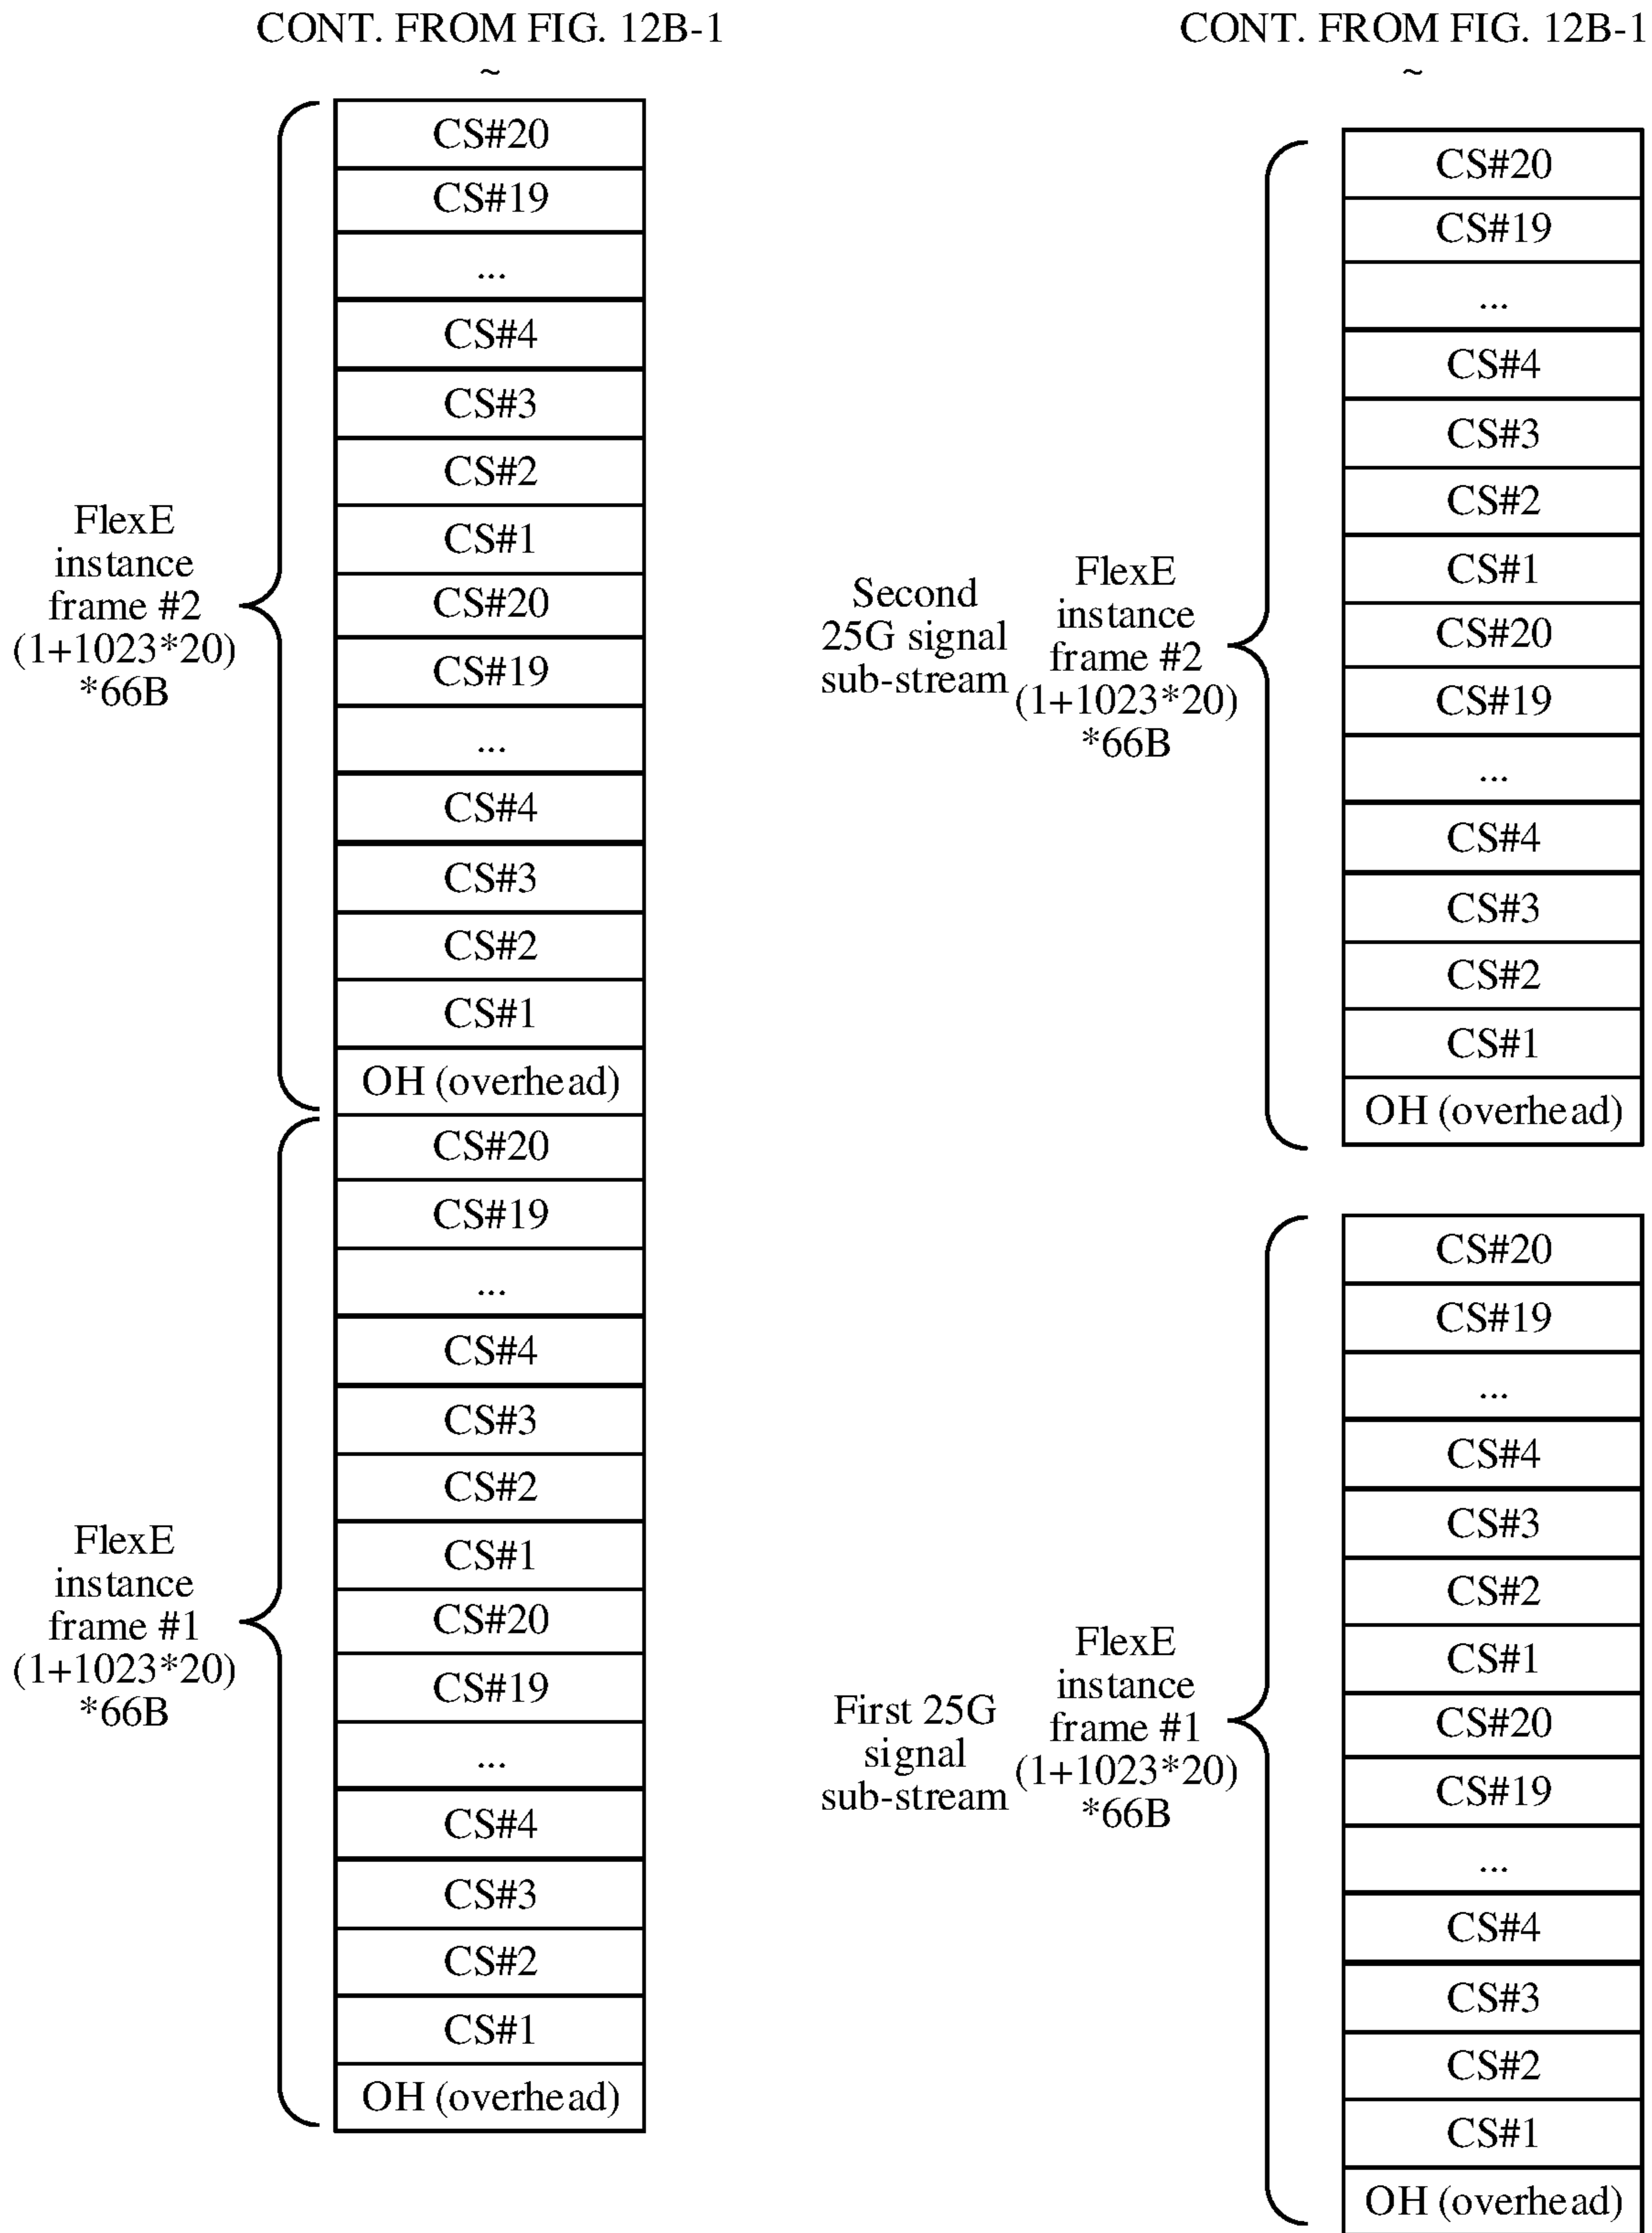 CONT. FROM FIG. 12B-1
~
FlexE
instance
frame #2
(1+1023*20)
*66B
CS#20
CS#19
...
CS#4
CS#3
CS#2
CS#1
CS#20
CS#19
...
CS#4
CS#3
CS#2
CS#1
OH (overhead)
FlexE
instance
frame #1
(1+1023*20)
*66B
CS#20
CS#19
...
CS#4
CS#3
CS#2
CS#1
CS#20
CS#19
...
CS#4
CS#3
CS#2
CS#1
OH (overhead)
CONT. FROM FIG. 12B-1
~
Second
25G signal
sub-stream
FlexE
instance
frame #2
(1+1023*20)
*66B
CS#20
CS#19
...
CS#4
CS#3
CS#2
CS#1
CS#20
CS#19
...
CS#4
CS#3
CS#2
CS#1
OH (overhead)
First 25G
signal
sub-stream
FlexE
instance
frame #1
(1+1023*20)
*66B
CS#20
CS#19
...
CS#4
CS#3
CS#2
CS#1
CS#20
CS#19
...
CS#4
CS#3
CS#2
CS#1
OH (overhead)